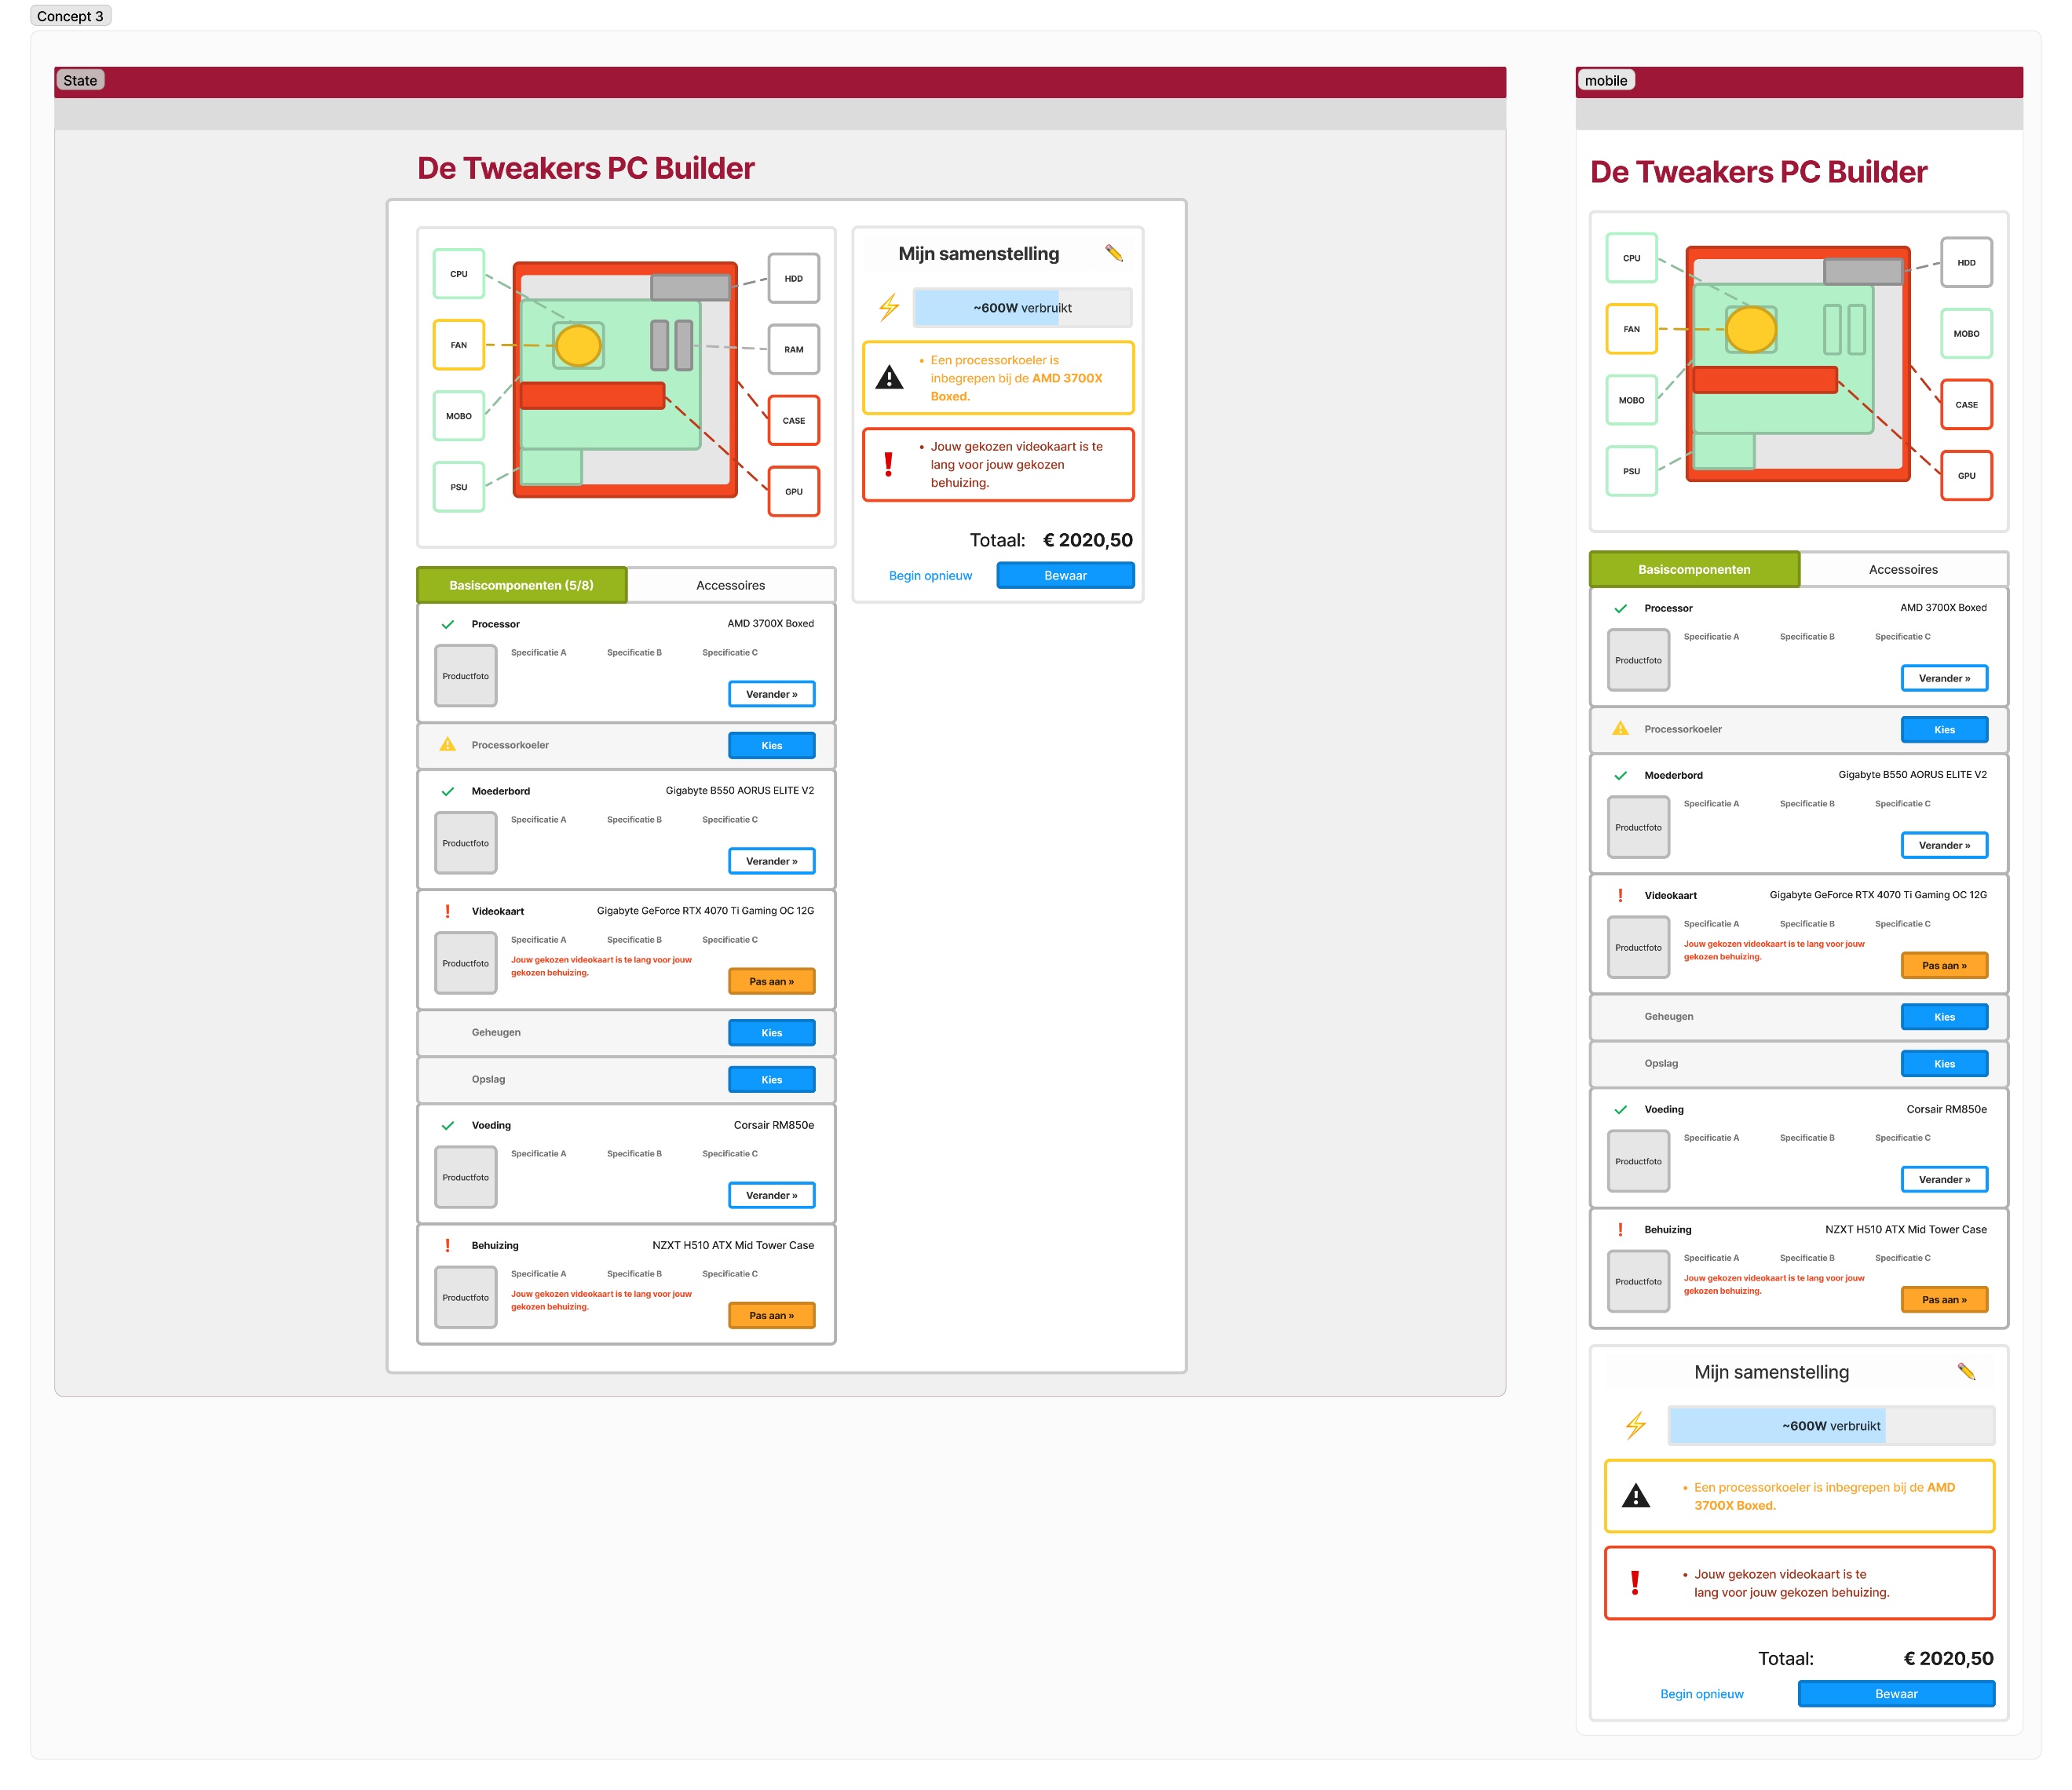 Concept 3
State
De Tweakers PC Builder
CPU
FAN
MOBO
PSU
HDD
RAM
CASE
GPU
Mijn samenstelling
~600W verbruikt
• Een processorkoeler is
inbegrepen bij de AMD 3700X
Boxed.
• Jouw gekozen videokaart is te
lang voor jouw gekozen
behuizing.
Totaal: € 2020,50
Begin opnieuw
Bewaar
Basiscomponenten (5/8)
Accessoires
Processor
AMD 3700X Boxed
Productfoto
Specificatie A
Specificatie B
Specificatie C
Verander »
Processorkoeler
Kies
Moederbord
Gigabyte B550 AORUS ELITE V2
Productfoto
Specificatie A
Specificatie B
Specificatie C
Verander »
Videokaart
Gigabyte GeForce RTX 4070 Ti Gaming OC 12G
Productfoto
Specificatie A
Specificatie B
Specificatie C
Jouw gekozen videokaart is te lang voor jouw
gekozen behuizing.
Pas aan »
Geheugen
Kies
Opslag
Kies
Voeding
Corsair RM850e
Productfoto
Specificatie A
Specificatie B
Specificatie C
Verander »
Behuizing
NZXT H510 ATX Mid Tower Case
Productfoto
Specificatie A
Specificatie B
Specificatie C
Jouw gekozen videokaart is te lang voor jouw
gekozen behuizing.
Pas aan »
mobile
De Tweakers PC Builder
CPU
FAN
MOBO
PSU
HDD
MOBO
CASE
GPU
Basiscomponenten
Accessoires
Processor
AMD 3700X Boxed
Productfoto
Specificatie A
Specificatie B
Specificatie C
Verander »
Processorkoeler
Kies
Moederbord
Gigabyte B550 AORUS ELITE V2
Productfoto
Specificatie A
Specificatie B
Specificatie C
Verander »
Videokaart
Gigabyte GeForce RTX 4070 Ti Gaming OC 12G
Productfoto
Specificatie A
Specificatie B
Specificatie C
Jouw gekozen videokaart is te lang voor jouw
gekozen behuizing.
Pas aan »
Geheugen
Kies
Opslag
Kies
Voeding
Corsair RM850e
Productfoto
Specificatie A
Specificatie B
Specificatie C
Verander »
Behuizing
NZXT H510 ATX Mid Tower Case
Productfoto
Specificatie A
Specificatie B
Specificatie C
Jouw gekozen videokaart is te lang voor jouw
gekozen behuizing.
Pas aan »
Mijn samenstelling
~600W verbruikt
• Een processorkoeler is inbegrepen bij de AMD
3700X Boxed.
• Jouw gekozen videokaart is te
lang voor jouw gekozen behuizing.
Totaal: € 2020,50
Begin opnieuw
Bewaar